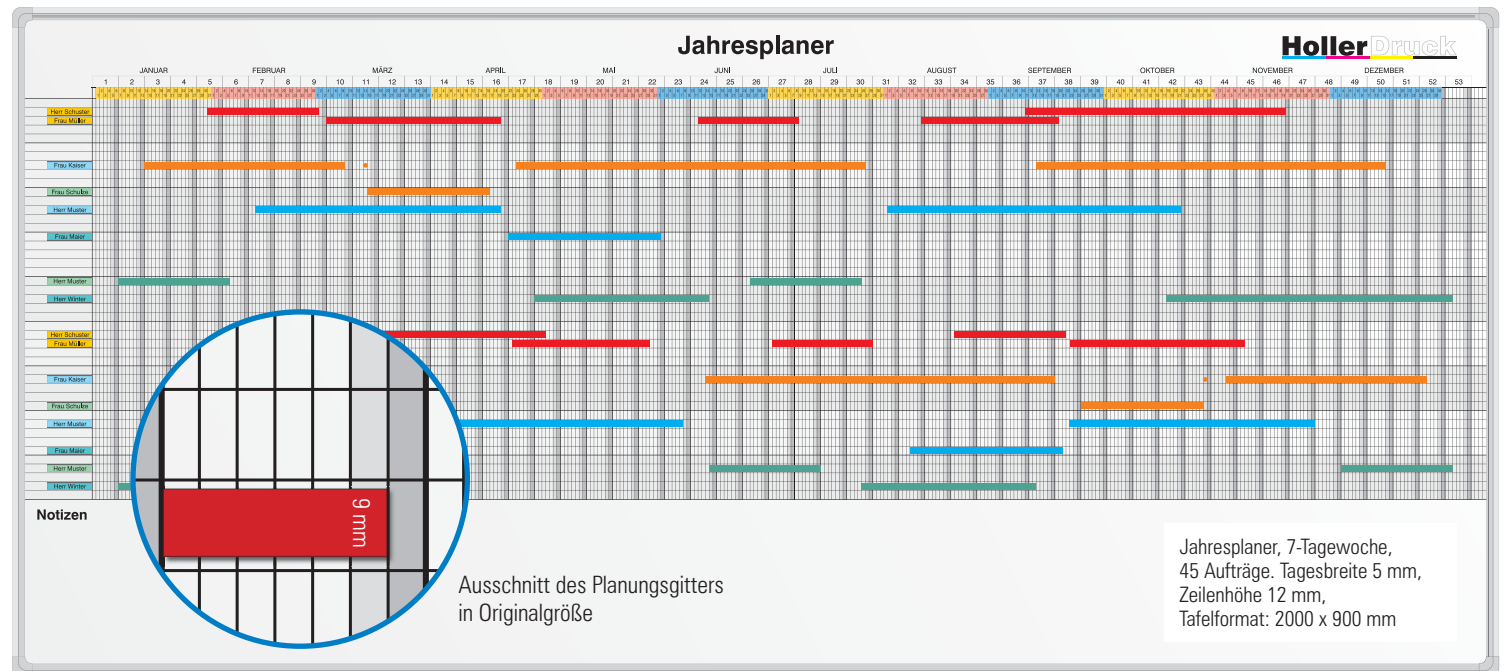 Jahresplaner
HollerDruck
JANUAR FEBRUAR MÄRZ APRIL MAI JUNI JULI AUGUST SEPTEMBER OKTOBER NOVEMBER DEZEMBER
1 2 3 4 5 6 7 8 9 10 11 12 13 14 15 16 17 18 19 20 21 22 23 24 25 26 27 28 29 30 31 32 33 34 35 36 37 38 39 40 41 42 43 44 45 46 47 48 49 50 51 52 53
Herr Schuster
Frau Müller
Frau Kaiser
Frau Schulze
Herr Muster
Frau Maier
Herr Muster
Herr Winter
Herr Schuster
Frau Müller
Frau Kaiser
Frau Schulze
Herr Muster
Frau Maier
Herr Muster
Herr Winter
Notizen
9 mm
Ausschnitt des Planungsgitters
in Originalgröße
Jahresplaner, 7-Tagewoche,
45 Aufträge. Tagesbreite 5 mm,
Zeilenhöhe 12 mm,
Tafelformat: 2000 x 900 mm